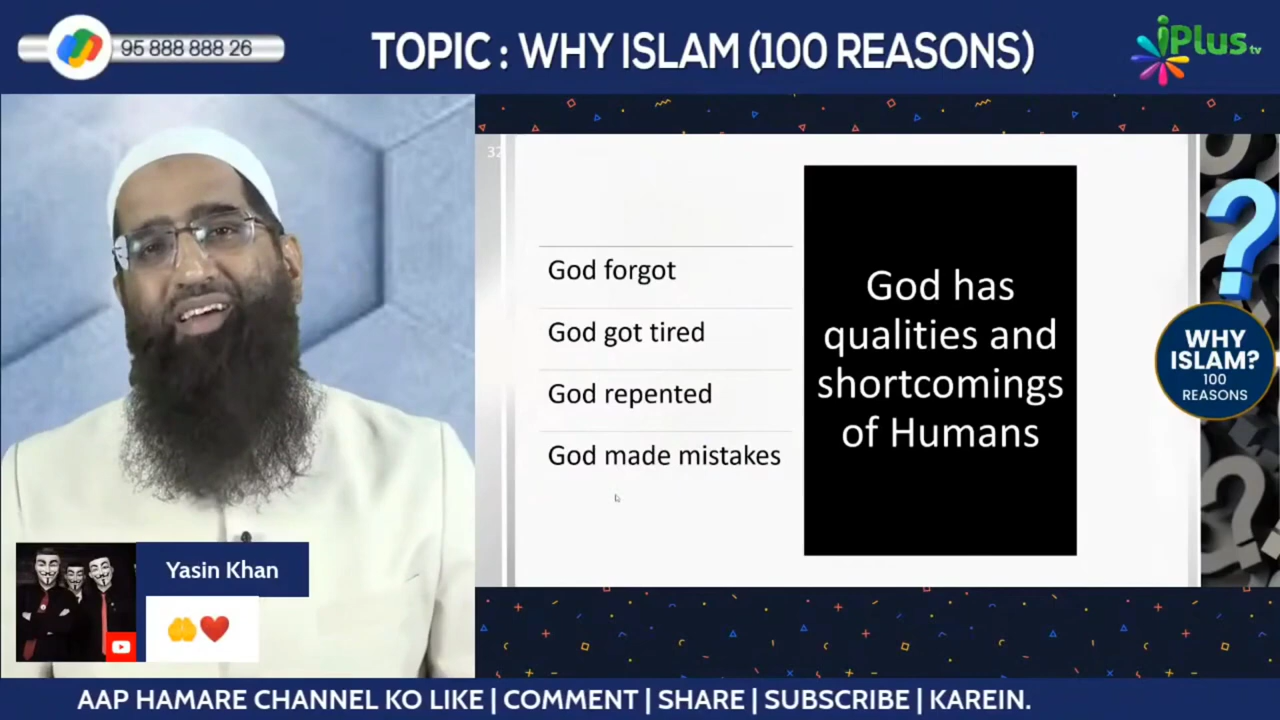 95 888 888 26
TOPIC : WHY ISLAM (100 REASONS)
iPlus tv
32
God forgot
God got tired
God repented
God made mistakes
God has
qualities and
shortcomings
of Humans
WHY
ISLAM?
100
REASONS
Yasin Khan
AAP HAMARE CHANNEL KO LIKE | COMMENT | SHARE | SUBSCRIBE | KAREIN.